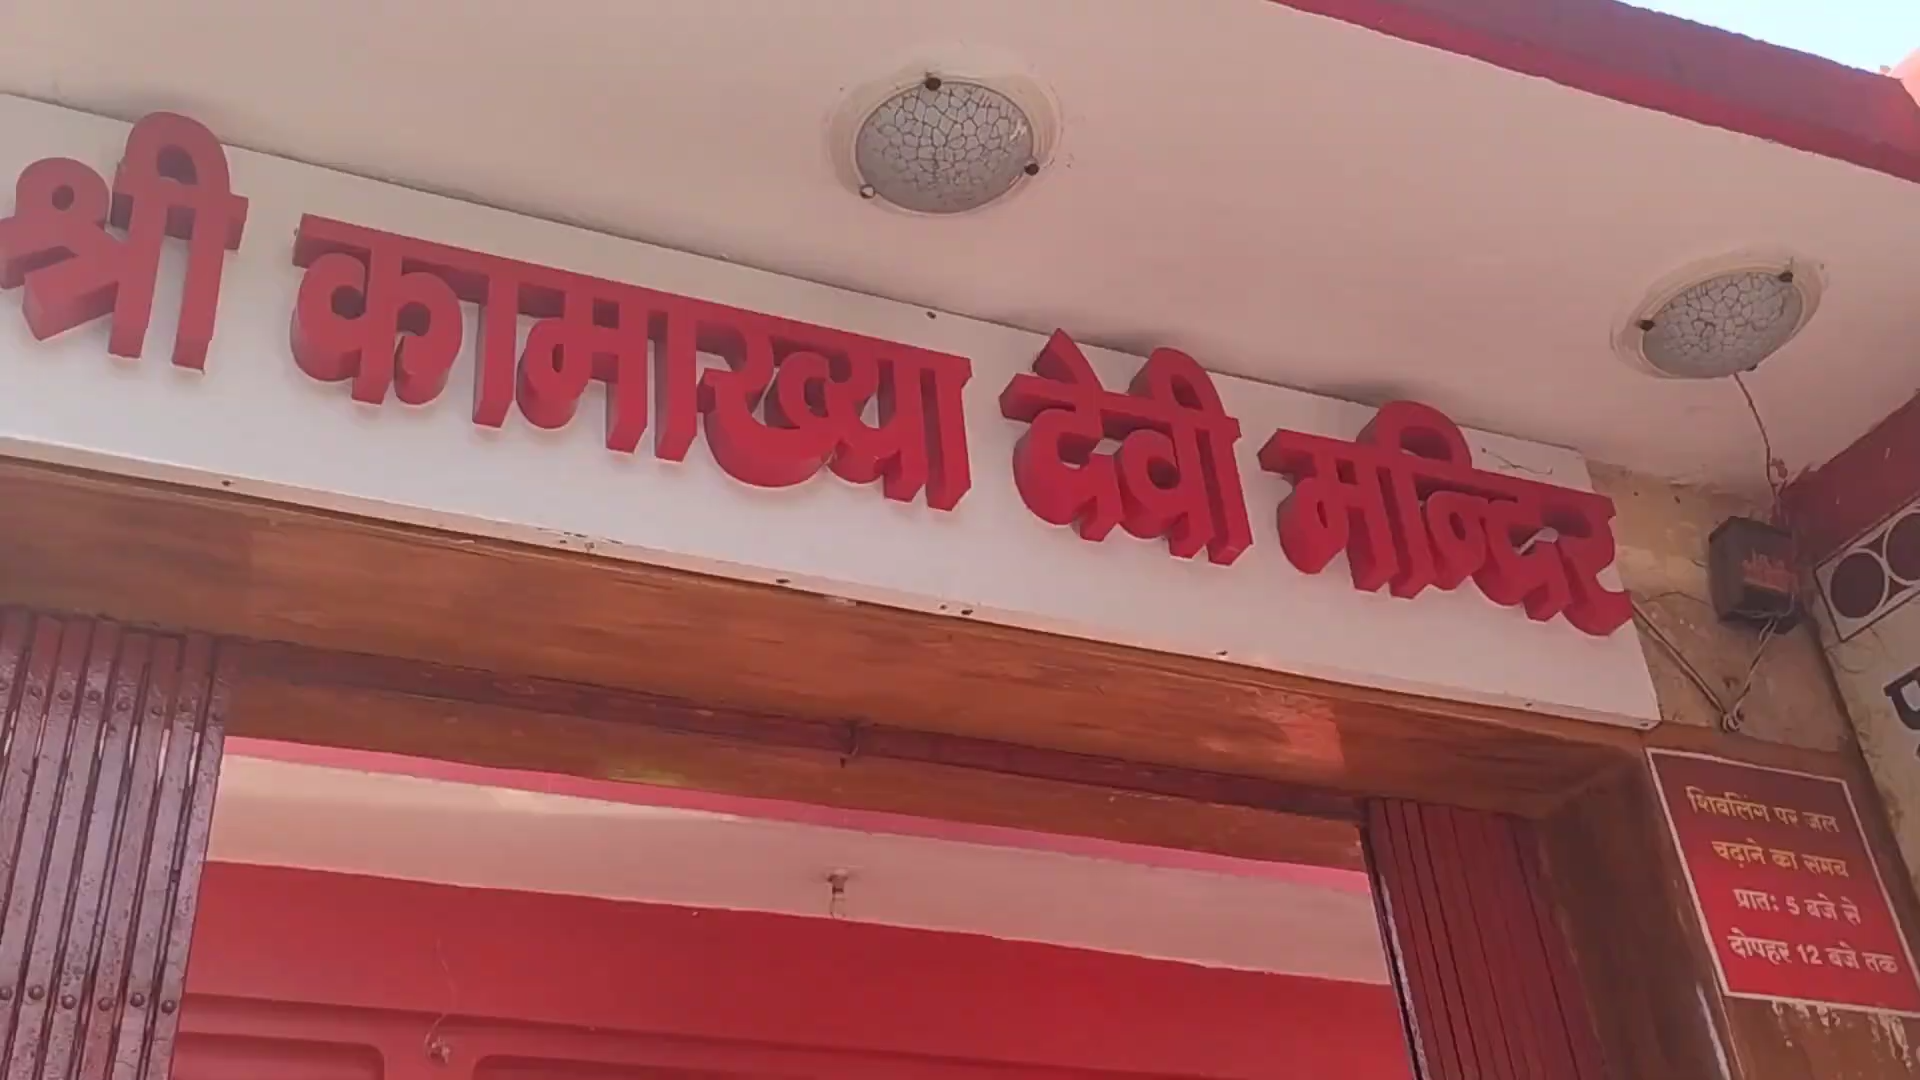 श्री कामाख्या देवी मन्दिर
शिवलिंग पर जल
चढ़ाने का समय
प्रातः 5 बजे से
दोपहर 12 बजे तक